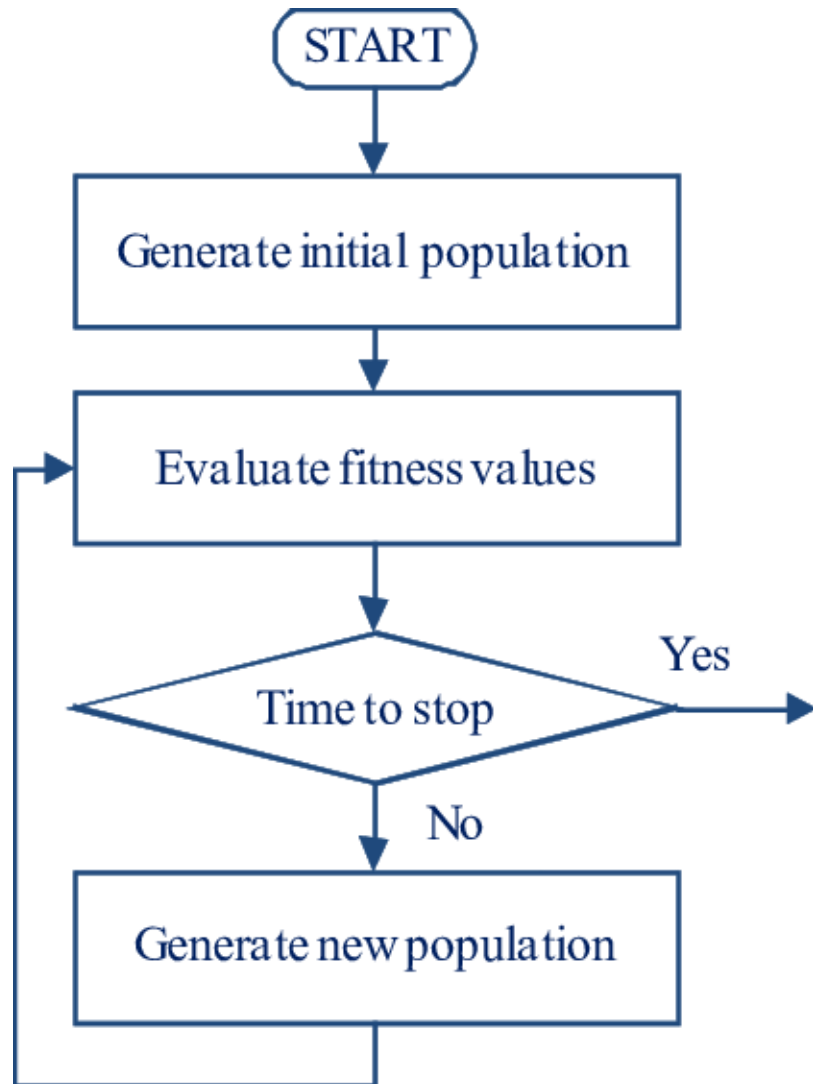 START
Generate initial population
Evaluate fitness values
Yes
Time to stop
No
Generate new population